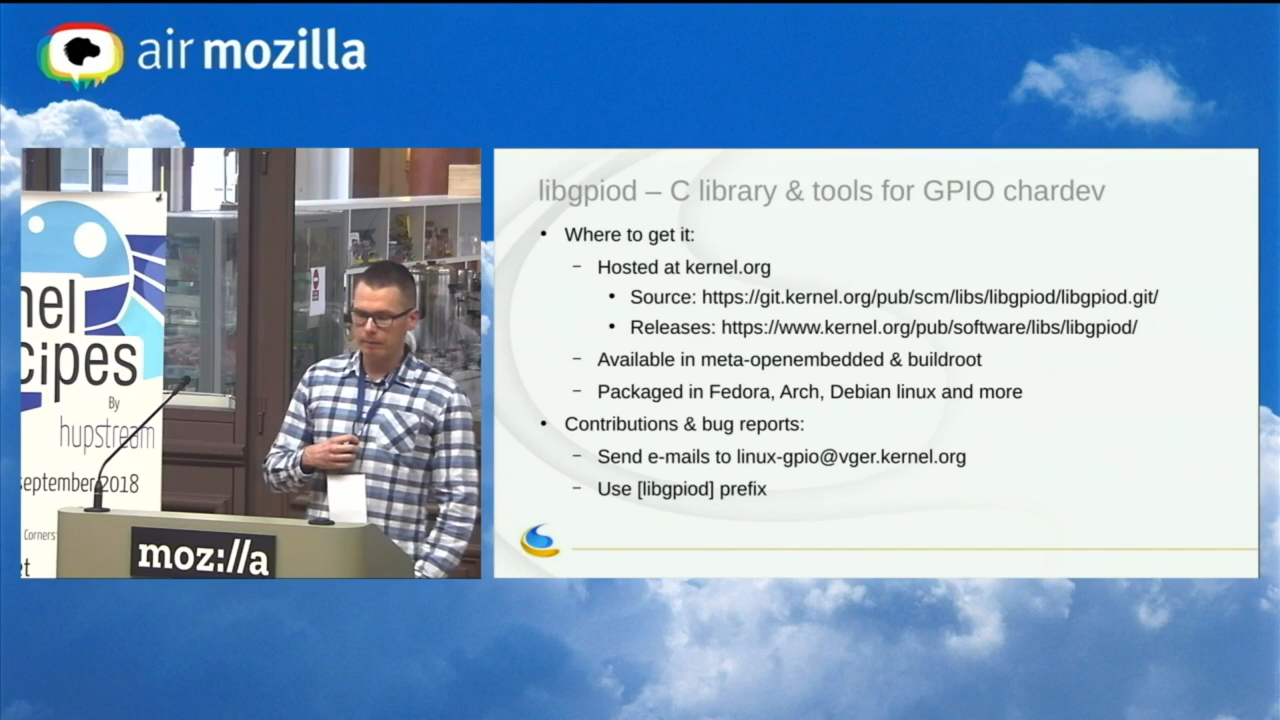 air mozilla
nel
cipes
By
hupstream
september 2018
Corners
et
moz://a
libgpiod – C library & tools for GPIO chardev
• Where to get it:
– Hosted at kernel.org
• Source: https://git.kernel.org/pub/scm/libs/libgpiod/libgpiod.git/
• Releases: https://www.kernel.org/pub/software/libs/libgpiod/
– Available in meta-openembedded & buildroot
– Packaged in Fedora, Arch, Debian linux and more
• Contributions & bug reports:
– Send e-mails to linux-gpio@vger.kernel.org
– Use [libgpiod] prefix